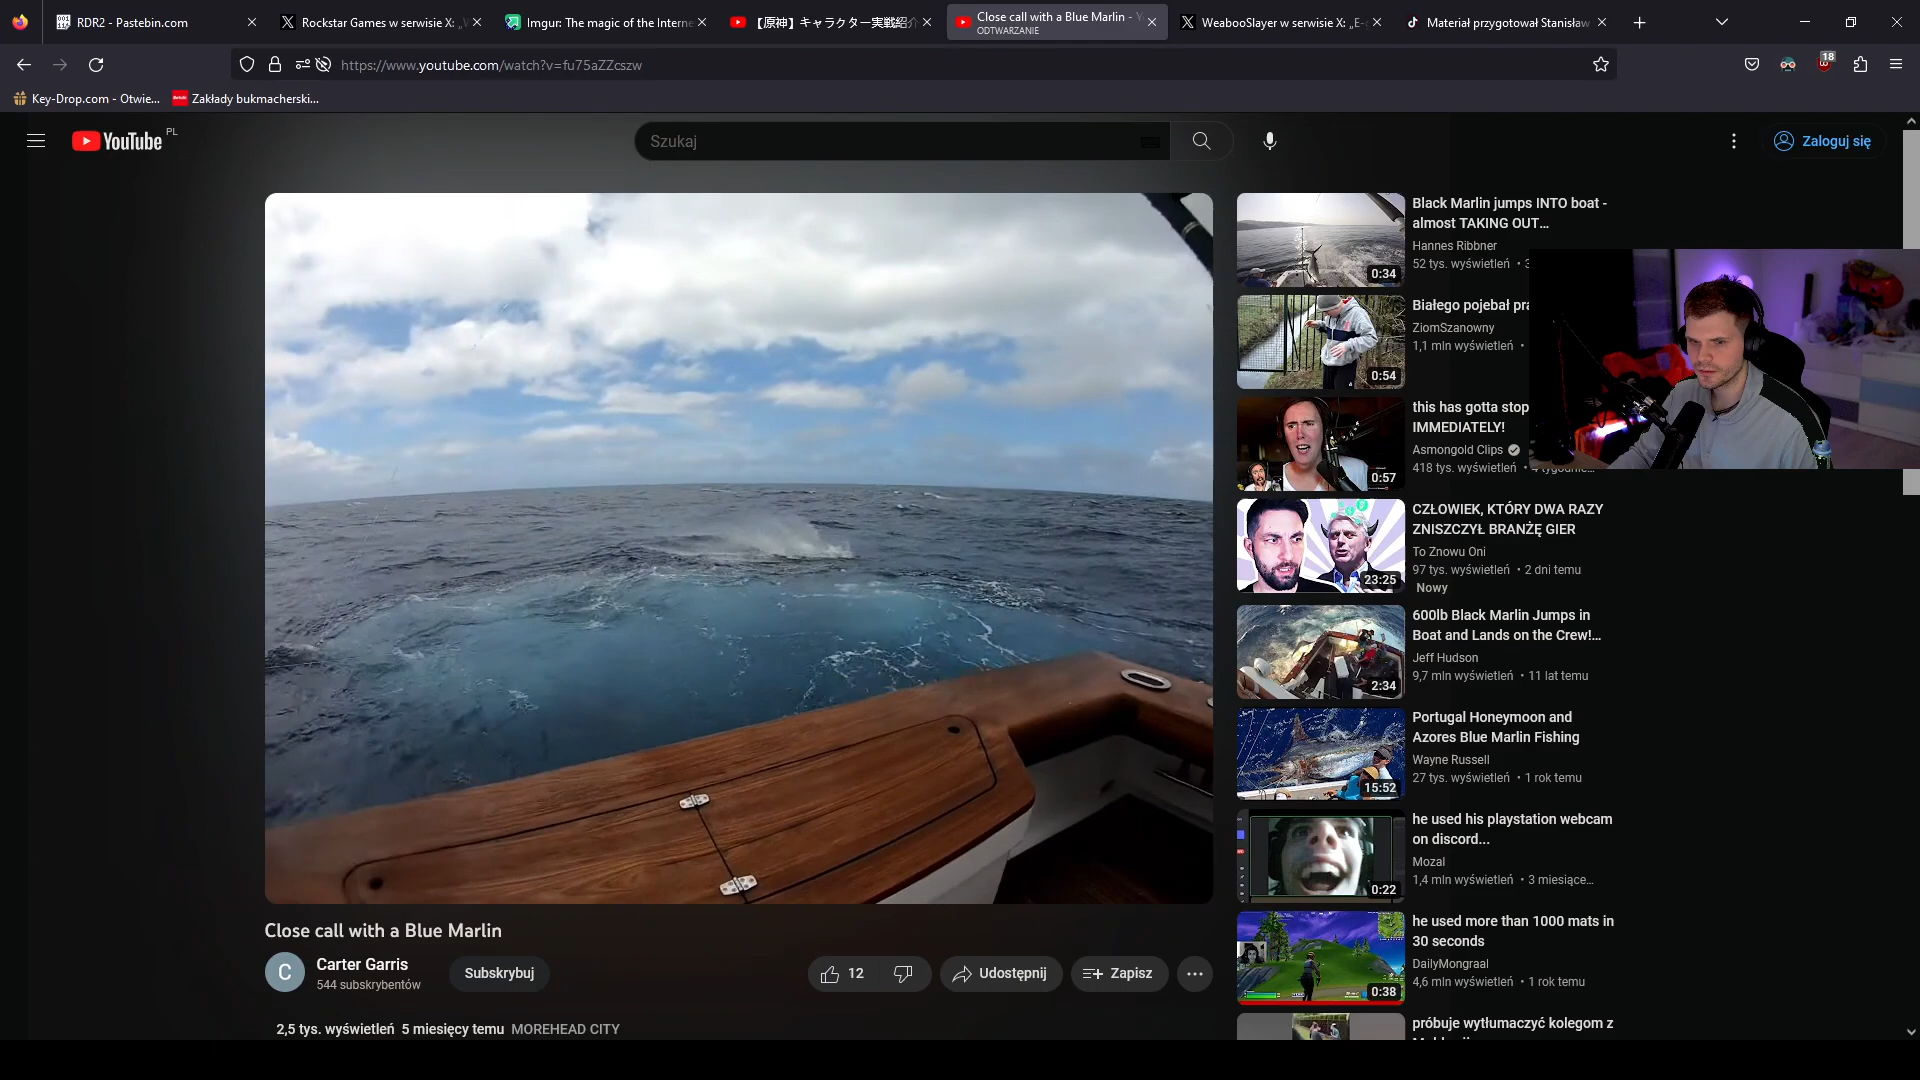 RDR2 - Pastebin.com
Rockstar Games w serwisie X: „
Imgur: The magic of the Interne
【原神】キャラクター実戦紹介
Close call with a Blue Marlin -
ODTWARZANIE
WeabooSlayer w serwisie X: „E-
Materiał przygotował Stanisław
https://www.youtube.com/watch?v=fu75aZZcszw
18
Key-Drop.com - Otwie...
Zakłady bukmacherski...
YouTube PL
Szukaj
Zaloguj się
Black Marlin jumps INTO boat -
almost TAKING OUT...
Hannes Ribbner
52 tys. wyświetleń • 3
0:34
Białego pojebał pra
ZiomSzanowny
1,1 mln wyświetleń •
0:54
this has gotta stop
IMMEDIATELY!
Asmongold Clips
418 tys. wyświetleń • 4 tygodnie...
0:57
CZŁOWIEK, KTÓRY DWA RAZY
ZNISZCZYŁ BRANŻĘ GIER
To Znowu Oni
97 tys. wyświetleń • 2 dni temu
Nowy
23:25
600lb Black Marlin Jumps in
Boat and Lands on the Crew!...
Jeff Hudson
9,7 mln wyświetleń • 11 lat temu
2:34
Portugal Honeymoon and
Azores Blue Marlin Fishing
Wayne Russell
27 tys. wyświetleń • 1 rok temu
15:52
he used his playstation webcam
on discord...
Mozal
1,4 mln wyświetleń • 3 miesiące...
0:22
he used more than 1000 mats in
30 seconds
DailyMongraal
4,6 mln wyświetleń • 1 rok temu
0:38
próbuje wytłumaczyć kolegom z
Close call with a Blue Marlin
C
Carter Garris
544 subskrybentów
Subskrybuj
12
Udostępnij
Zapisz
2,5 tys. wyświetleń 5 miesięcy temu MOREHEAD CITY